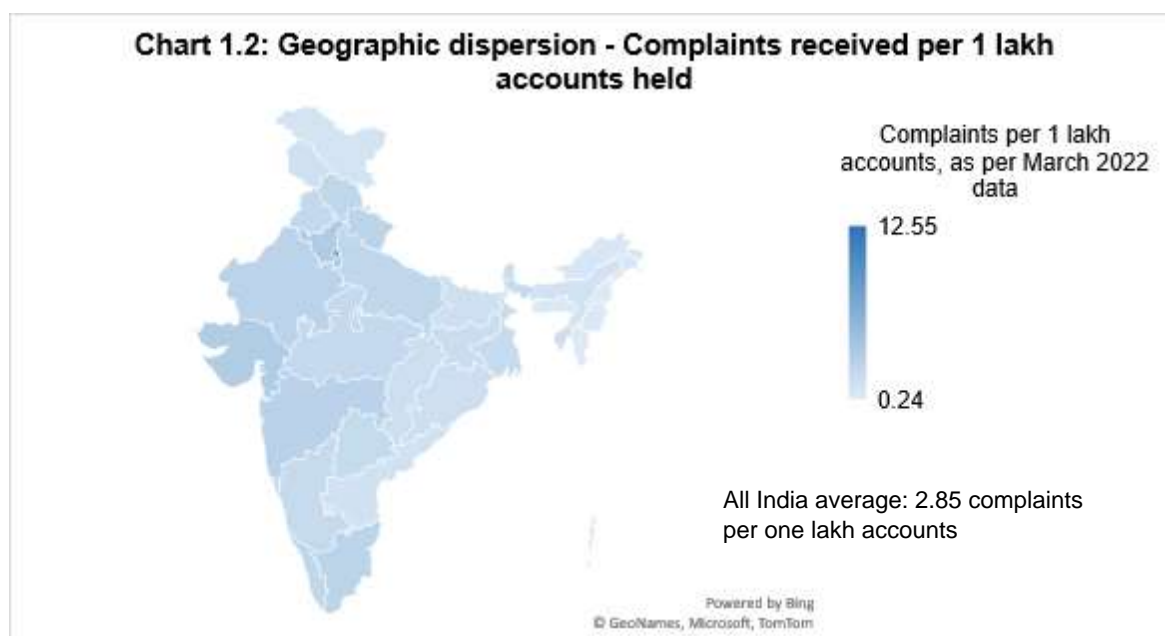 Chart 1.2: Geographic dispersion - Complaints received per 1 lakh
accounts held
Complaints per 1 lakh
accounts, as per March 2022
data
12.55
0.24
All India average: 2.85 complaints
per one lakh accounts
Powered by Bing
© GeoNames, Microsoft, TomTom